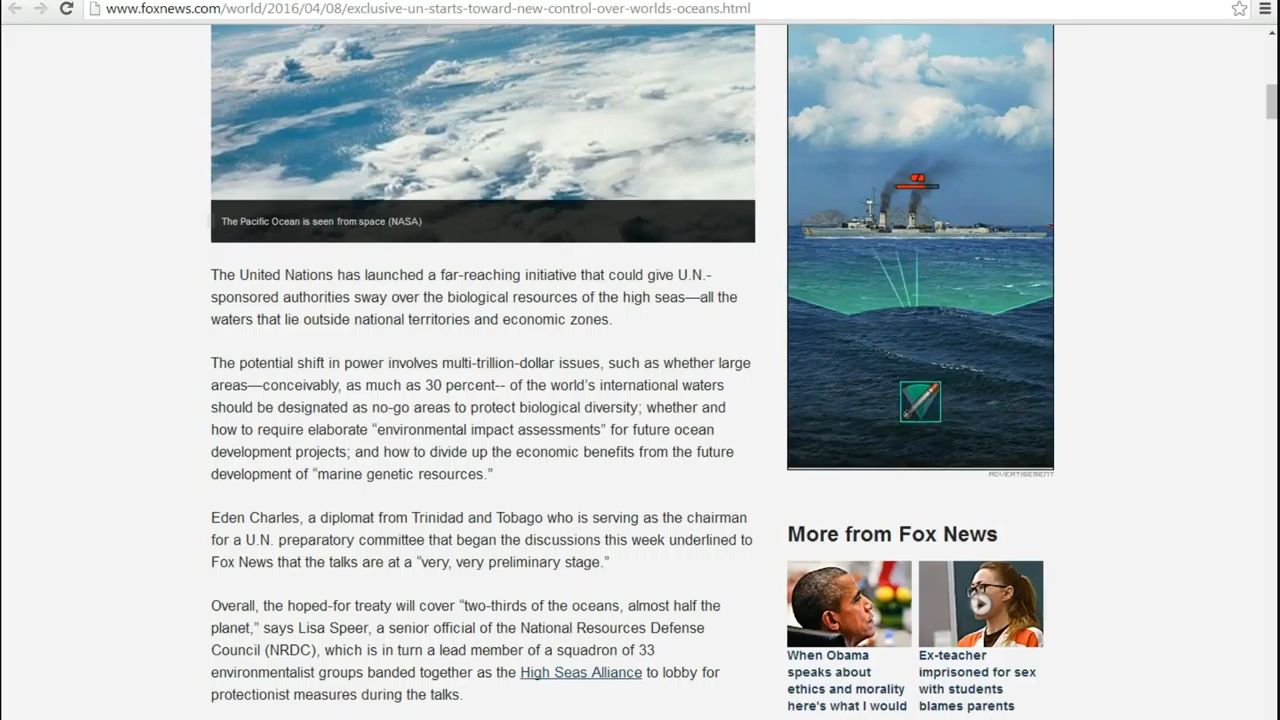 www.foxnews.com/world/2016/04/08/exclusive-un-starts-toward-new-control-over-worlds-oceans.html
The Pacific Ocean is seen from space (NASA)
The United Nations has launched a far-reaching initiative that could give U.N.-
sponsored authorities sway over the biological resources of the high seas—all the
waters that lie outside national territories and economic zones.
The potential shift in power involves multi-trillion-dollar issues, such as whether large
areas—conceivably, as much as 30 percent-- of the world’s international waters
should be designated as no-go areas to protect biological diversity; whether and
how to require elaborate “environmental impact assessments” for future ocean
development projects; and how to divide up the economic benefits from the future
development of “marine genetic resources.”
Eden Charles, a diplomat from Trinidad and Tobago who is serving as the chairman
for a U.N. preparatory committee that began the discussions this week underlined to
Fox News that the talks are at a “very, very preliminary stage.”
Overall, the hoped-for treaty will cover “two-thirds of the oceans, almost half the
planet,” says Lisa Speer, a senior official of the National Resources Defense
Council (NRDC), which is in turn a lead member of a squadron of 33
environmentalist groups banded together as the High Seas Alliance to lobby for
protectionist measures during the talks.
ADVERTISEMENT
More from Fox News
When Obama
speaks about
ethics and morality
here's what I would
Ex-teacher
imprisoned for sex
with students
blames parents